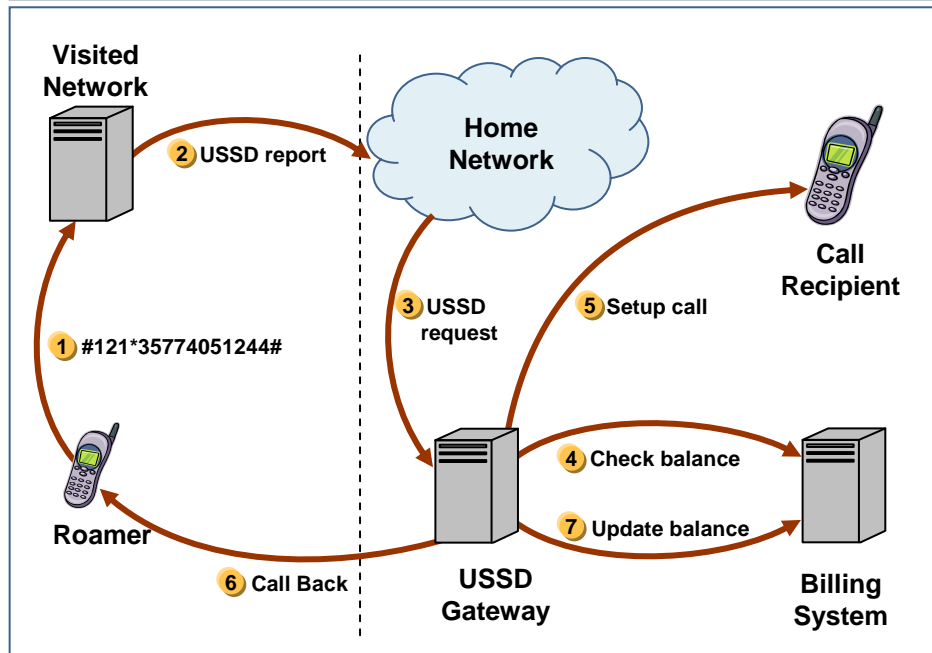 Visited
Network
2 USSD report
Home
Network
Call
Recipient
3 USSD
request
5 Setup call
1 #121*35774051244#
4 Check balance
Roamer
7 Update balance
6 Call Back
USSD
Gateway
Billing
System